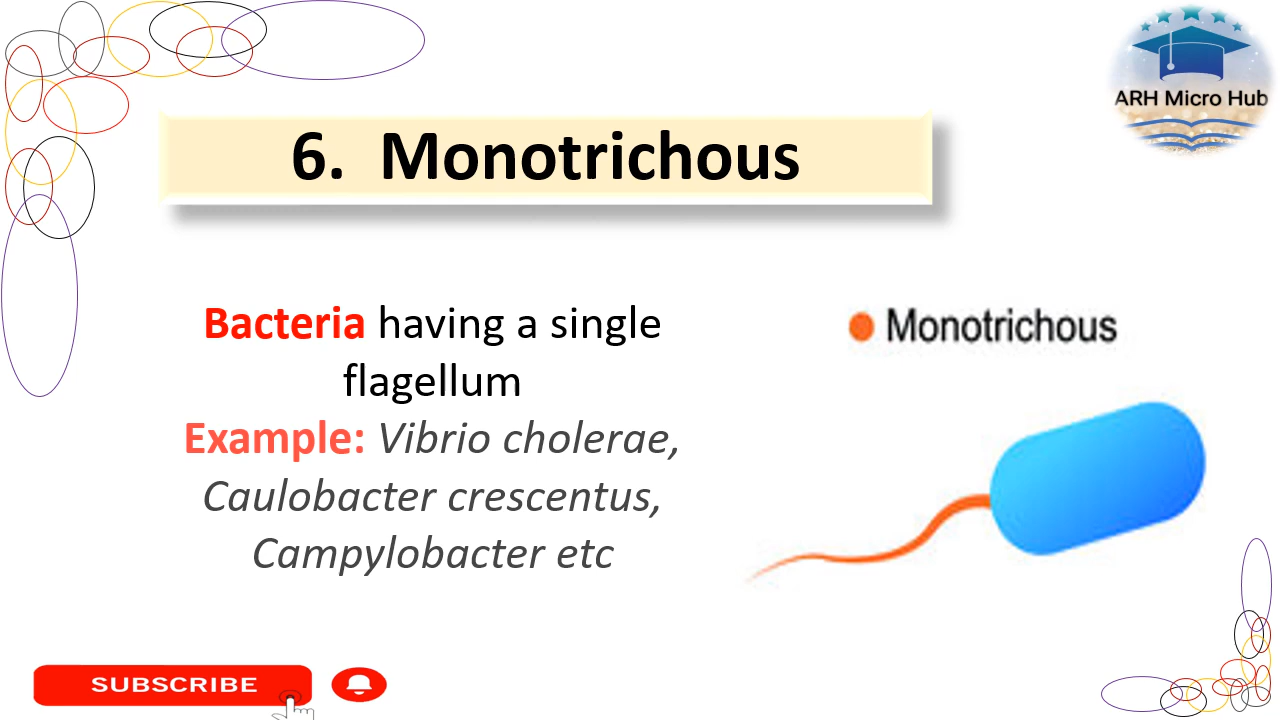 ARH Micro Hub
6. Monotrichous
Bacteria having a single
flagellum
Example: Vibrio cholerae,
Caulobacter crescentus,
Campylobacter etc
Monotrichous
SUBSCRIBE